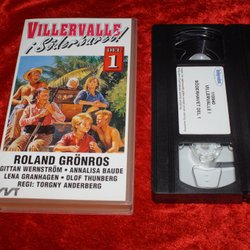 VILLERVALLE
i Söderhavet!
DEL
1
ROLAND GRÖNROS
GITTAN WERNSTRÖM • ANNALISA BAUDE
LENA GRANHAGEN • OLOF THUNBERG
REGI: TORGNY ANDERBERG
VILLERVALLE I
SÖDERHAVET DEL 1